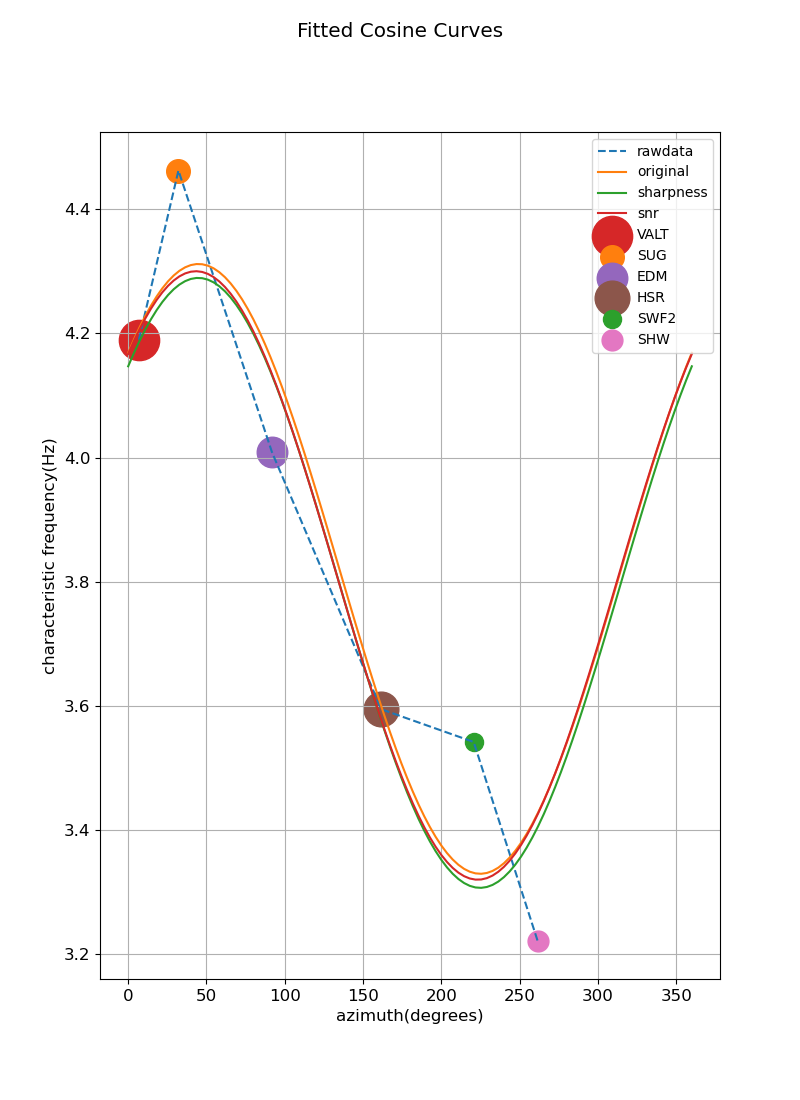 Fitted Cosine Curves
rawdata
original
sharpness
snr
VALT
SUG
EDM
HSR
SWF2
SHW
characteristic frequency(Hz)
4.4
4.2
4.0
3.8
3.6
3.4
3.2
0 50 100 150 200 250 300 350
azimuth(degrees)